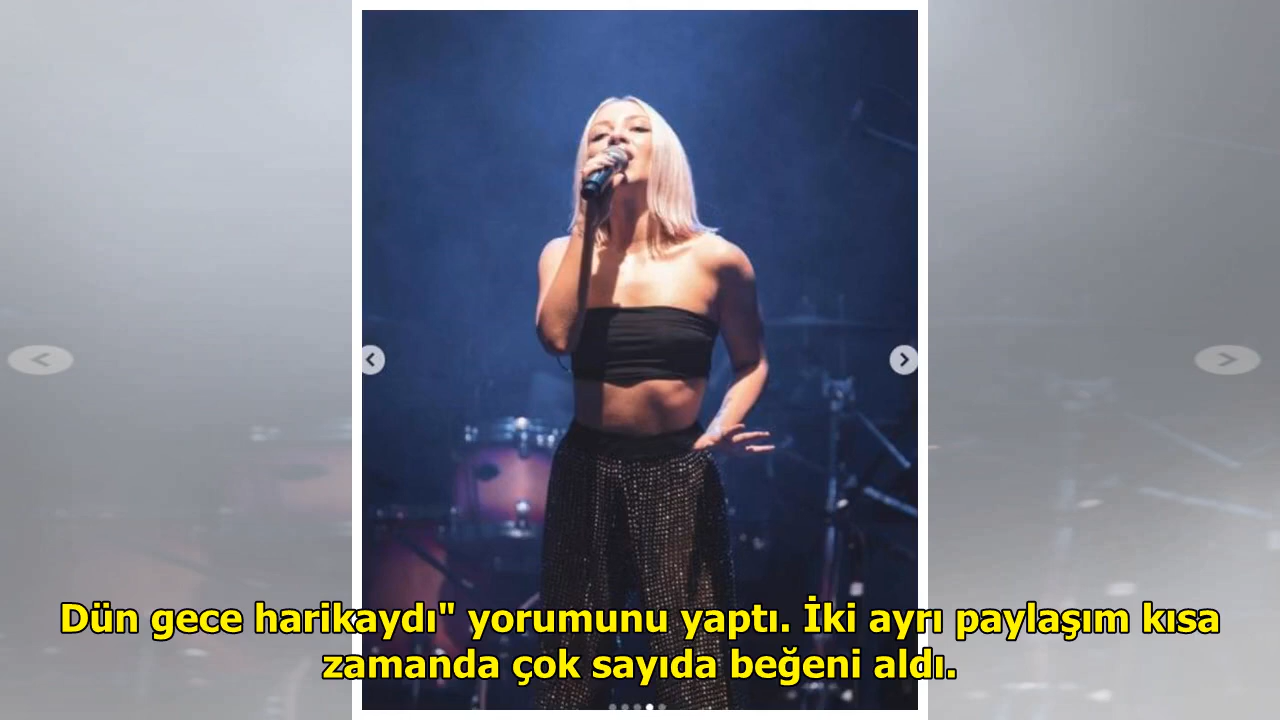 Dün gece harikaydı" yorumunu yaptı. İki ayrı paylaşım kısa
zamanda çok sayıda beğeni aldı.